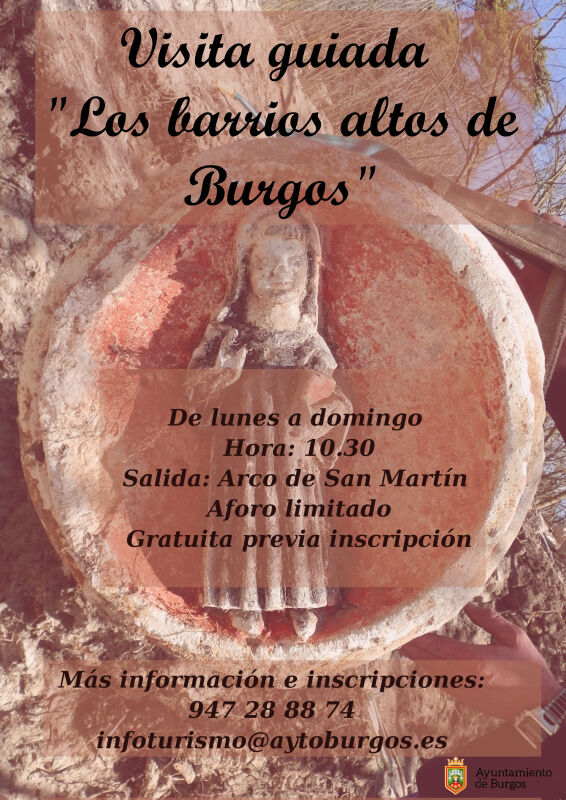 Visita guiada
"Los barrios altos de
Burgos"
De lunes a domingo
Hora: 10.30
Salida: Arco de San Martín
Aforo limitado
Gratuita previa inscripción
Más información e inscripciones:
947 28 88 74
infoturismo@aytoburgos.es
Ayuntamiento
de Burgos